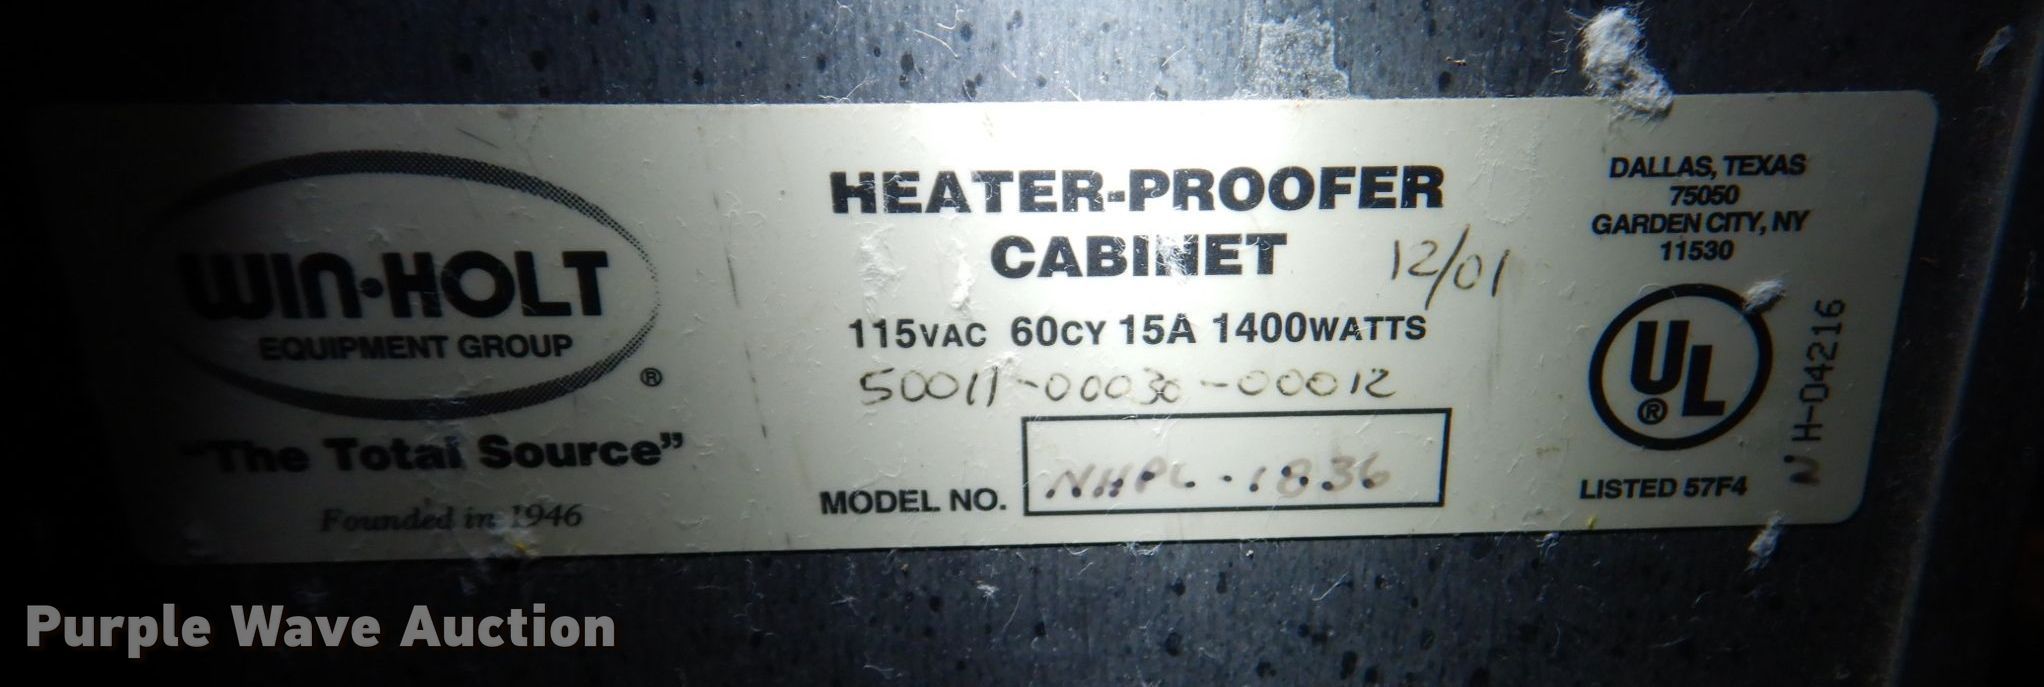 WIN·HOLT
EQUIPMENT GROUP
®
"The Total Source"
Founded in 1946
HEATER-PROOFER
CABINET
12/01
115VAC 60CY 15A 1400WATTS
50011-00030-00012
MODEL NO.
NHPL-1836
DALLAS, TEXAS
75050
GARDEN CITY, NY
11530
UL
®
LISTED 57F4
N H-04216
Purple Wave Auction